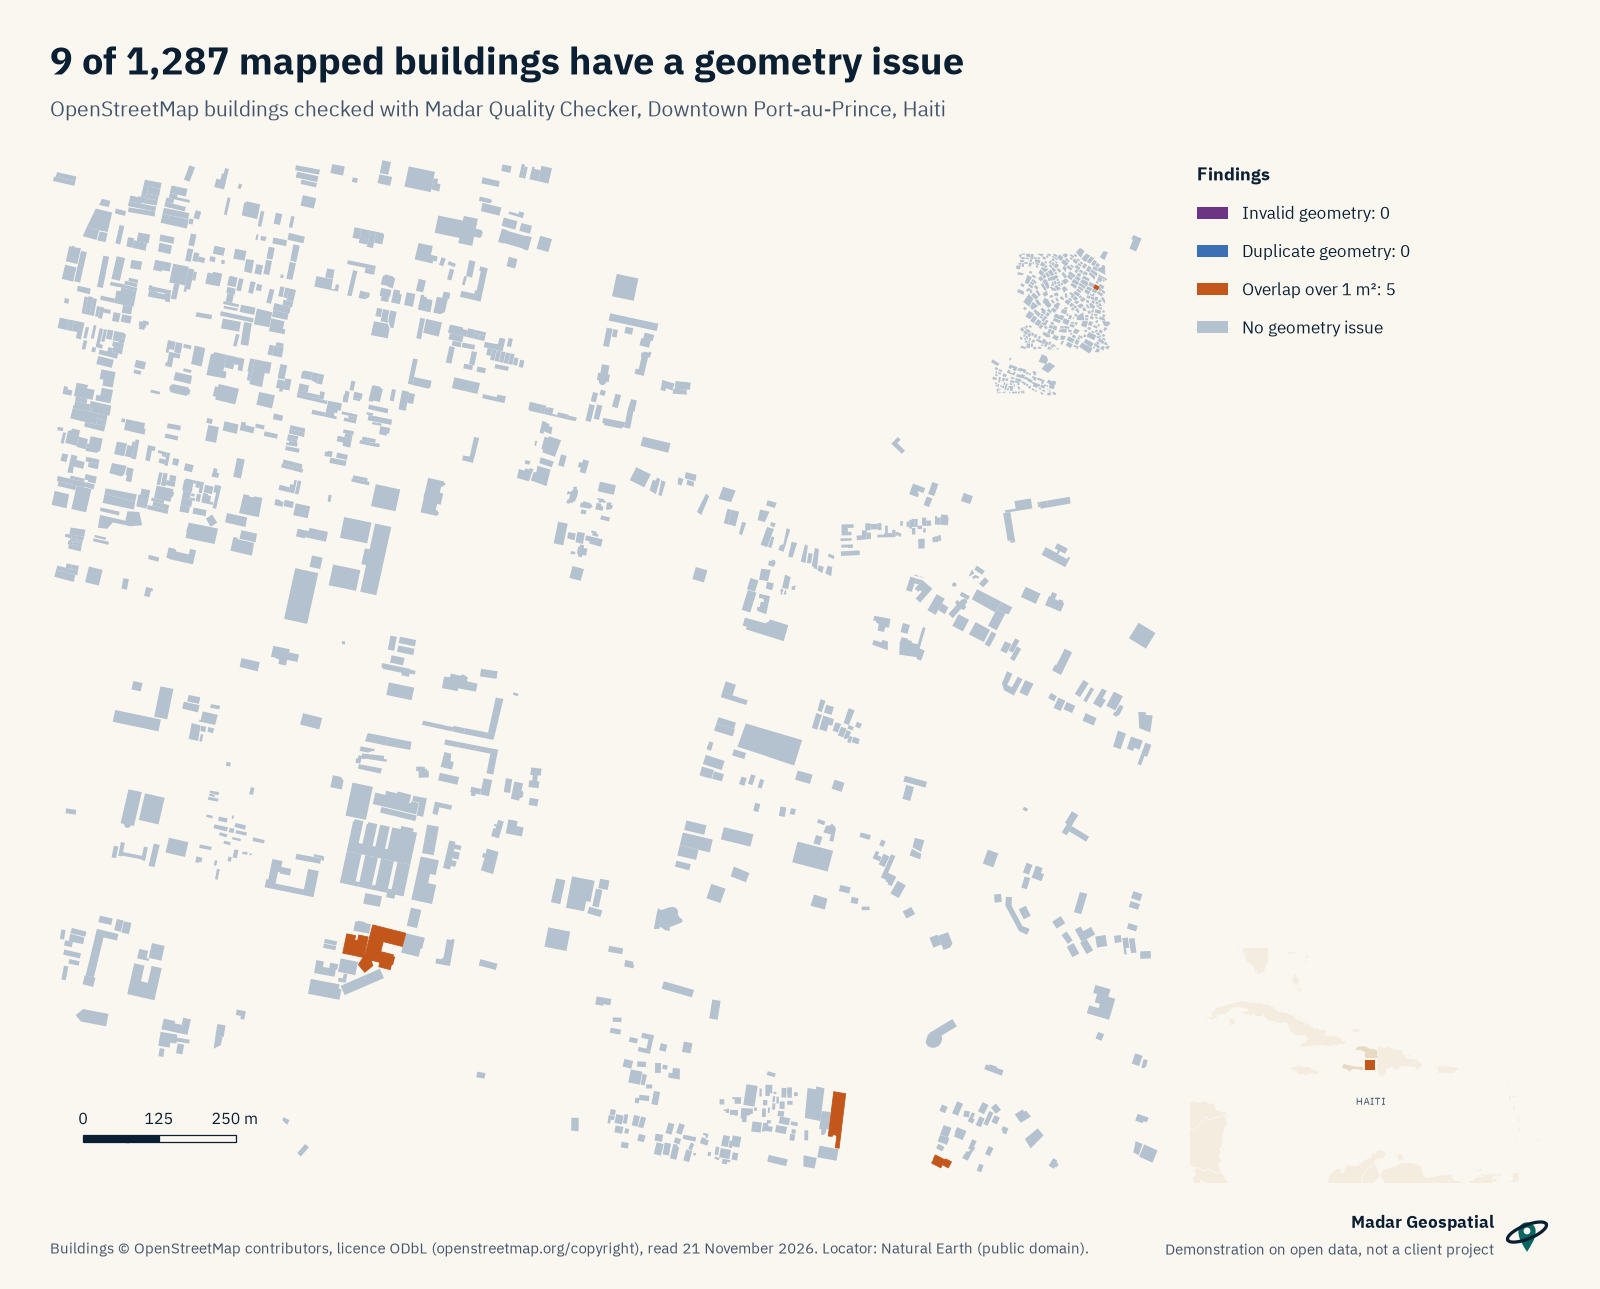 9 of 1,287 mapped buildings have a geometry issue
OpenStreetMap buildings checked with Madar Quality Checker, Downtown Port-au-Prince, Haiti
Findings
Invalid geometry: 0
Duplicate geometry: 0
Overlap over 1 m²: 5
No geometry issue
HAITI
0 125 250 m
Madar Geospatial
Buildings © OpenStreetMap contributors, licence ODbL (openstreetmap.org/copyright), read 21 November 2026. Locator: Natural Earth (public domain).
Demonstration on open data, not a client project